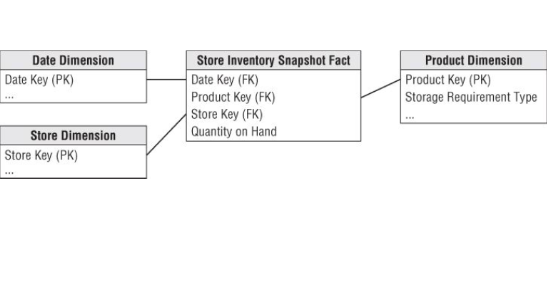 Date Dimension
Date Key (PK)
...
Store Dimension
Store Key (PK)
...
Store Inventory Snapshot Fact
Date Key (FK)
Product Key (FK)
Store Key (FK)
Quantity on Hand
Product Dimension
Product Key (PK)
Storage Requirement Type
...